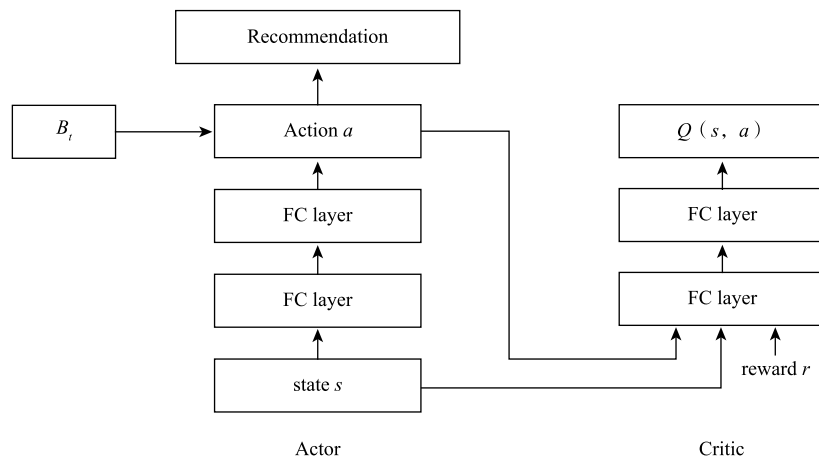 Recommendation
B_t
Action a
Q（s，a）
FC layer
FC layer
FC layer
FC layer
reward r
state s
Actor
Critic